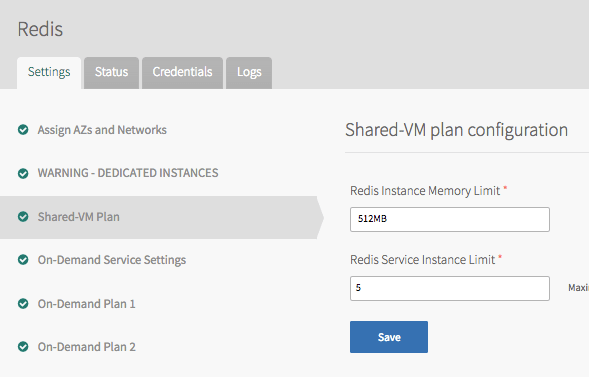 Redis
Settings
Status
Credentials
Logs
Assign AZs and Networks
WARNING - DEDICATED INSTANCES
Shared-VM Plan
On-Demand Service Settings
On-Demand Plan 1
On-Demand Plan 2
Shared-VM plan configuration
Redis Instance Memory Limit *
512MB
Redis Service Instance Limit *
5
Maxi
Save